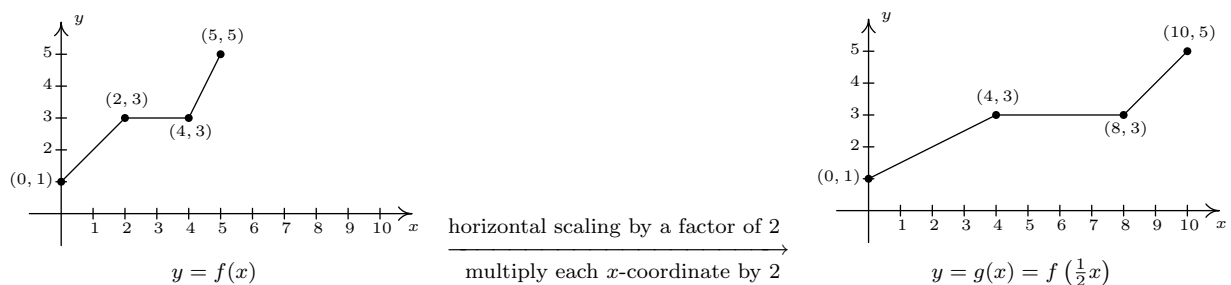 y
(5, 5)
5
4
(2, 3)
3
(4, 3)
2
(0, 1)
1 2 3 4 5 6 7 8 9 10 x
y = f(x)
horizontal scaling by a factor of 2
multiply each x-coordinate by 2
y
(10, 5)
5
4
(4, 3)
3
(8, 3)
2
(0, 1)
1 2 3 4 5 6 7 8 9 10 x
y = g(x) = f(½x)